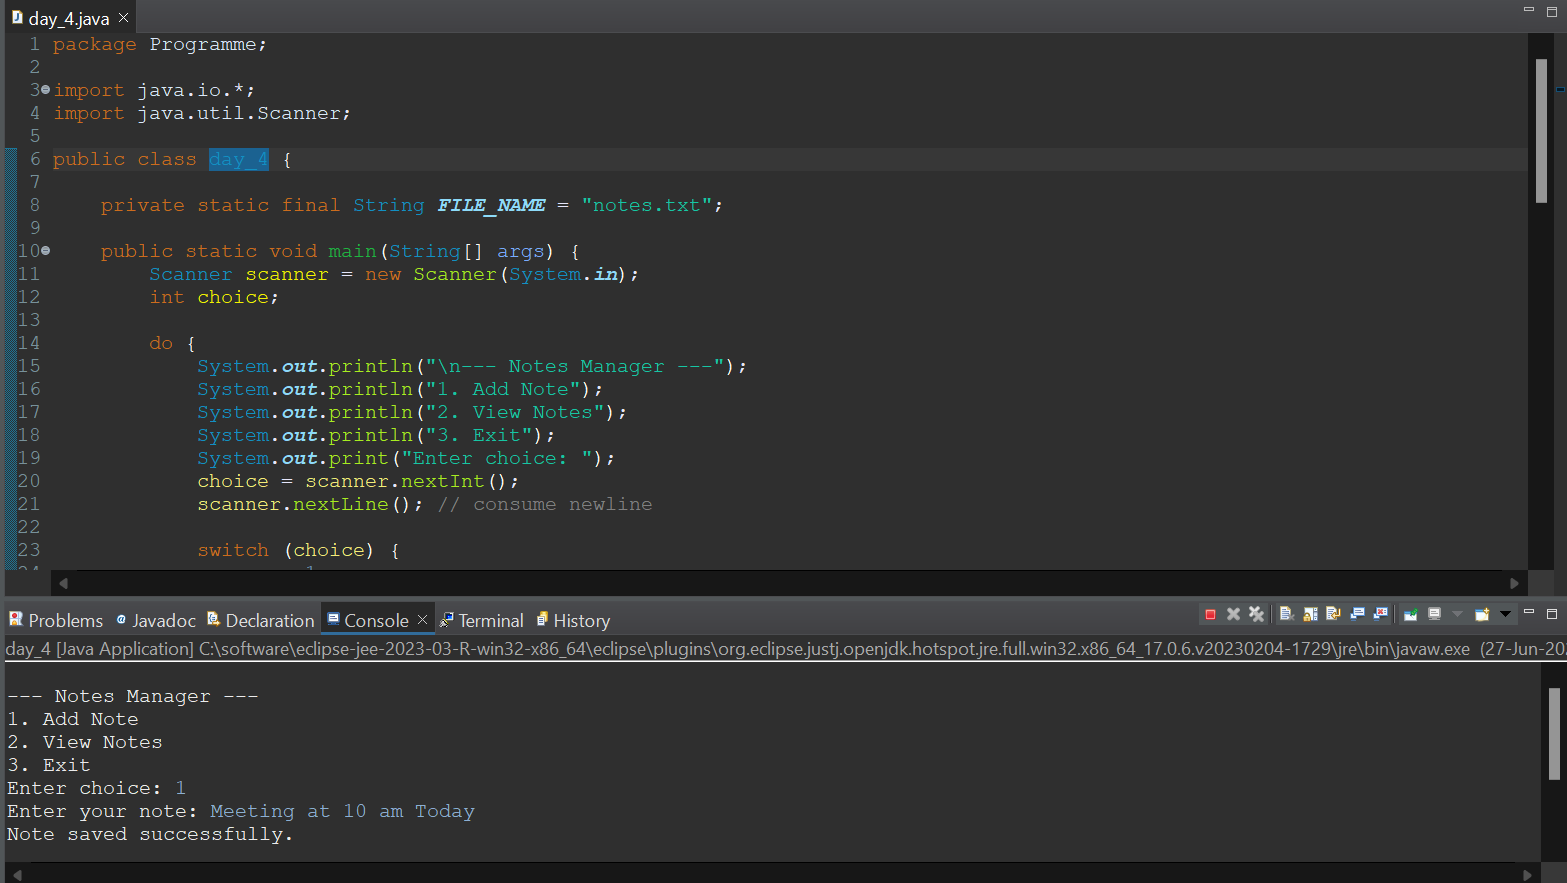 day_4.java
1 package Programme;
2
3 import java.io.*;
4 import java.util.Scanner;
5
6 public class day_4 {
7
8     private static final String FILE_NAME = "notes.txt";
9
10     public static void main(String[] args) {
11         Scanner scanner = new Scanner(System.in);
12         int choice;
13
14         do {
15             System.out.println("\n--- Notes Manager ---");
16             System.out.println("1. Add Note");
17             System.out.println("2. View Notes");
18             System.out.println("3. Exit");
19             System.out.print("Enter choice: ");
20             choice = scanner.nextInt();
21             scanner.nextLine(); // consume newline
22
23             switch (choice) {
Problems Javadoc Declaration Console Terminal History
day_4 [Java Application] C:\software\eclipse-jee-2023-03-R-win32-x86_64\eclipse\plugins\org.eclipse.justj.openjdk.hotspot.jre.full.win32.x86_64_17.0.6.v20230204-1729\jre\bin\javaw.exe (27-Jun-20
--- Notes Manager ---
1. Add Note
2. View Notes
3. Exit
Enter choice: 1
Enter your note: Meeting at 10 am Today
Note saved successfully.